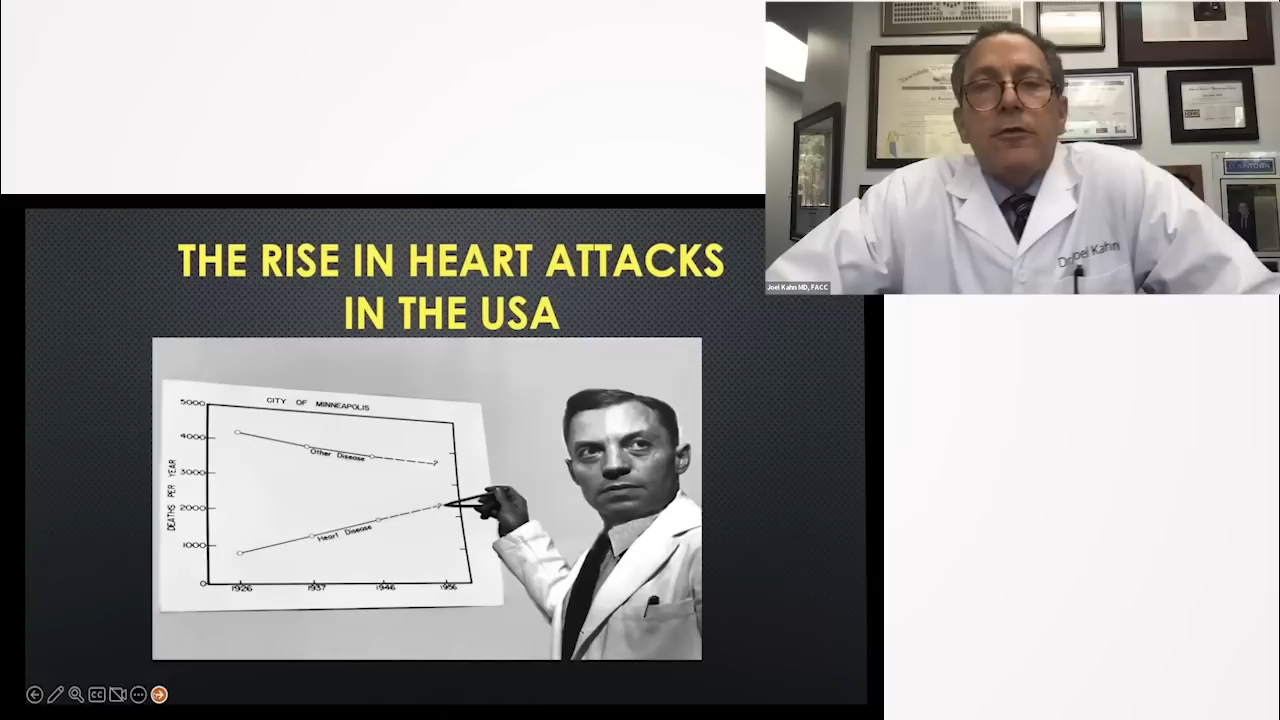 THE RISE IN HEART ATTACKS
IN THE USA
CITY OF MINNEAPOLIS
5000
4000
3000
2000
1000
0
DEATHS PER YEAR
Other Disease
?
Heart Disease
?
1926
1937
1946
1956
Dr. Joel Kahn
Joel Kahn MD, FACC
CC